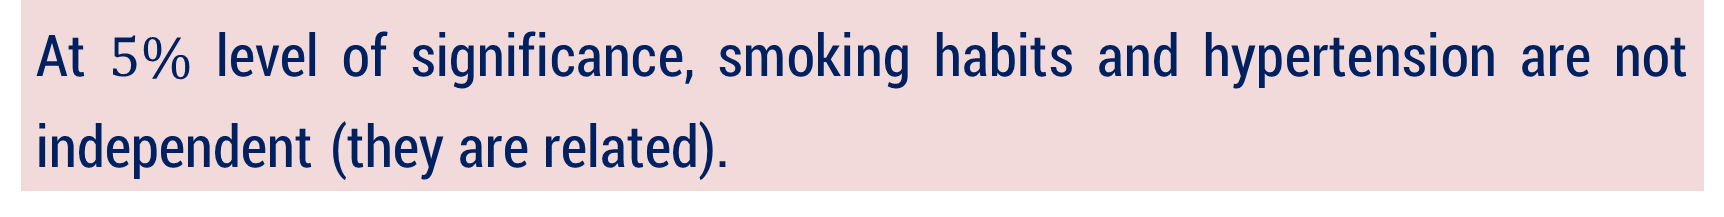 At 5% level of significance, smoking habits and hypertension are not
independent (they are related).